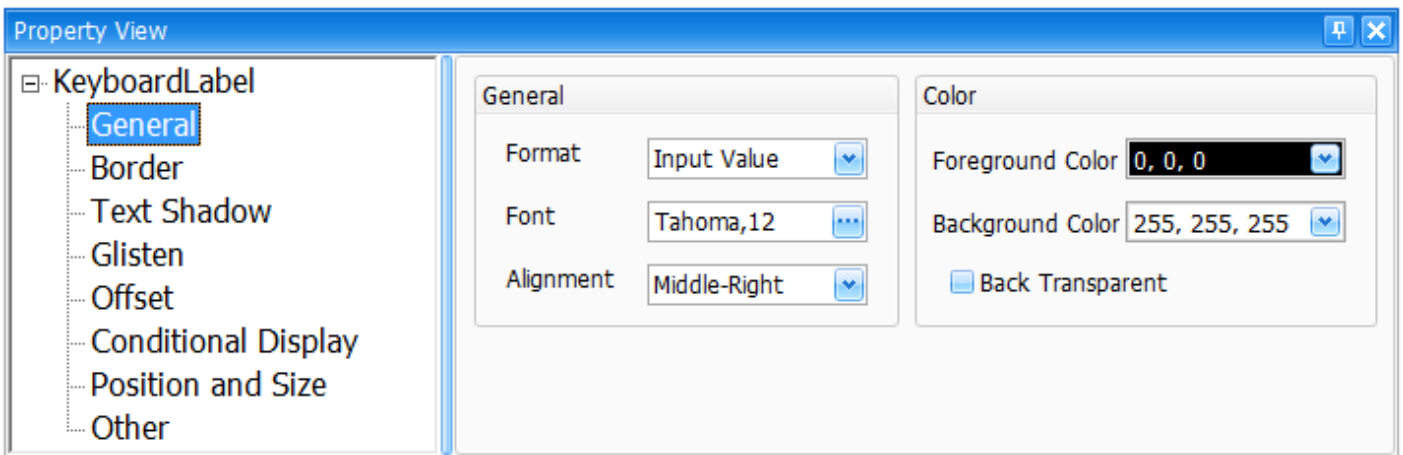 Property View
KeyboardLabel
General
Border
Text Shadow
Glisten
Offset
Conditional Display
Position and Size
Other
General
Format Input Value
Font Tahoma,12
Alignment Middle-Right
Color
Foreground Color 0, 0, 0
Background Color 255, 255, 255
Back Transparent